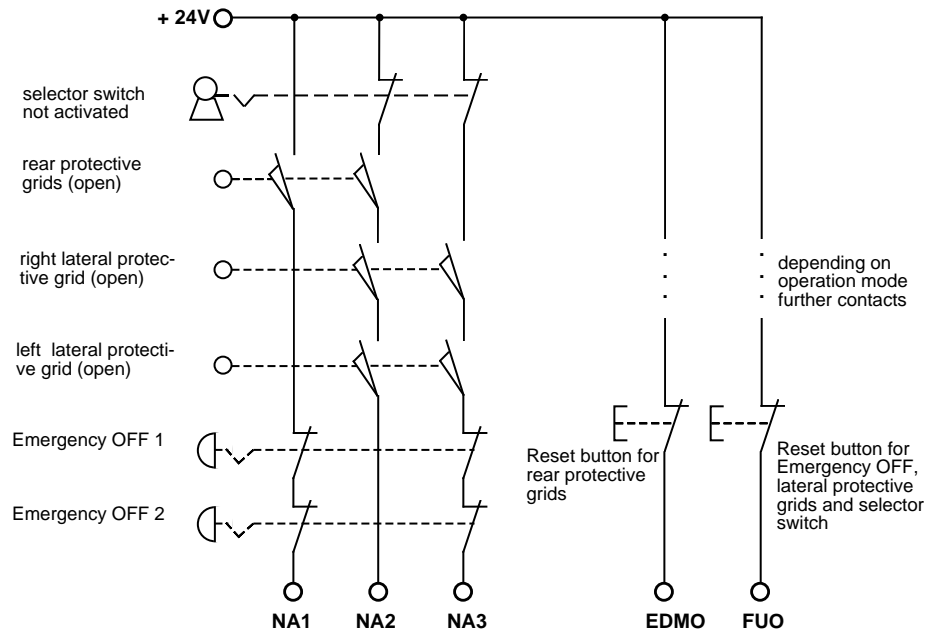 + 24V
selector switch
not activated
rear protective
grids (open)
right lateral protec-
tive grid (open)
depending on
operation mode
further contacts
left  lateral protecti-
ve grid (open)
Emergency OFF 1
Reset button for
rear protective
grids
Reset button for
Emergency OFF,
lateral protective
grids and selector
switch
Emergency OFF 2
NA1
NA2
NA3
EDMO
FUO